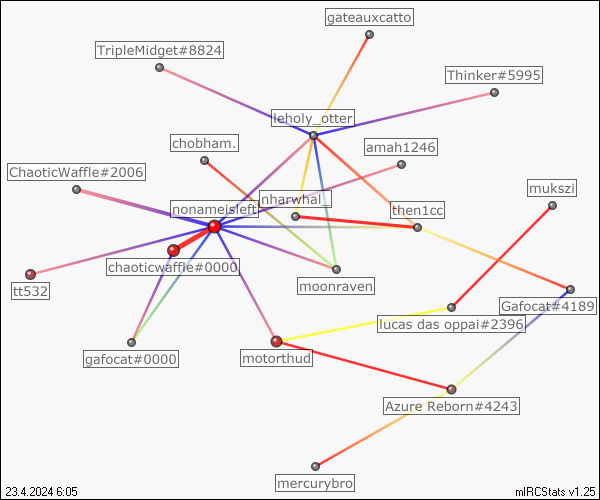 gateauxcatto
TripleMidget#8824
Thinker#5995
leholy_otter
chobham.
amah1246
ChaoticWaffle#2006
mukszi
nharwhal_
nonameisleft
then1cc
chaoticwaffle#0000
moonraven
tt532
Gafocat#4189
lucas das oppai#2396
gafocat#0000
motorthud
Azure Reborn#4243
mercurybro
23.4.2024 6:05
mIRCStats v1.25